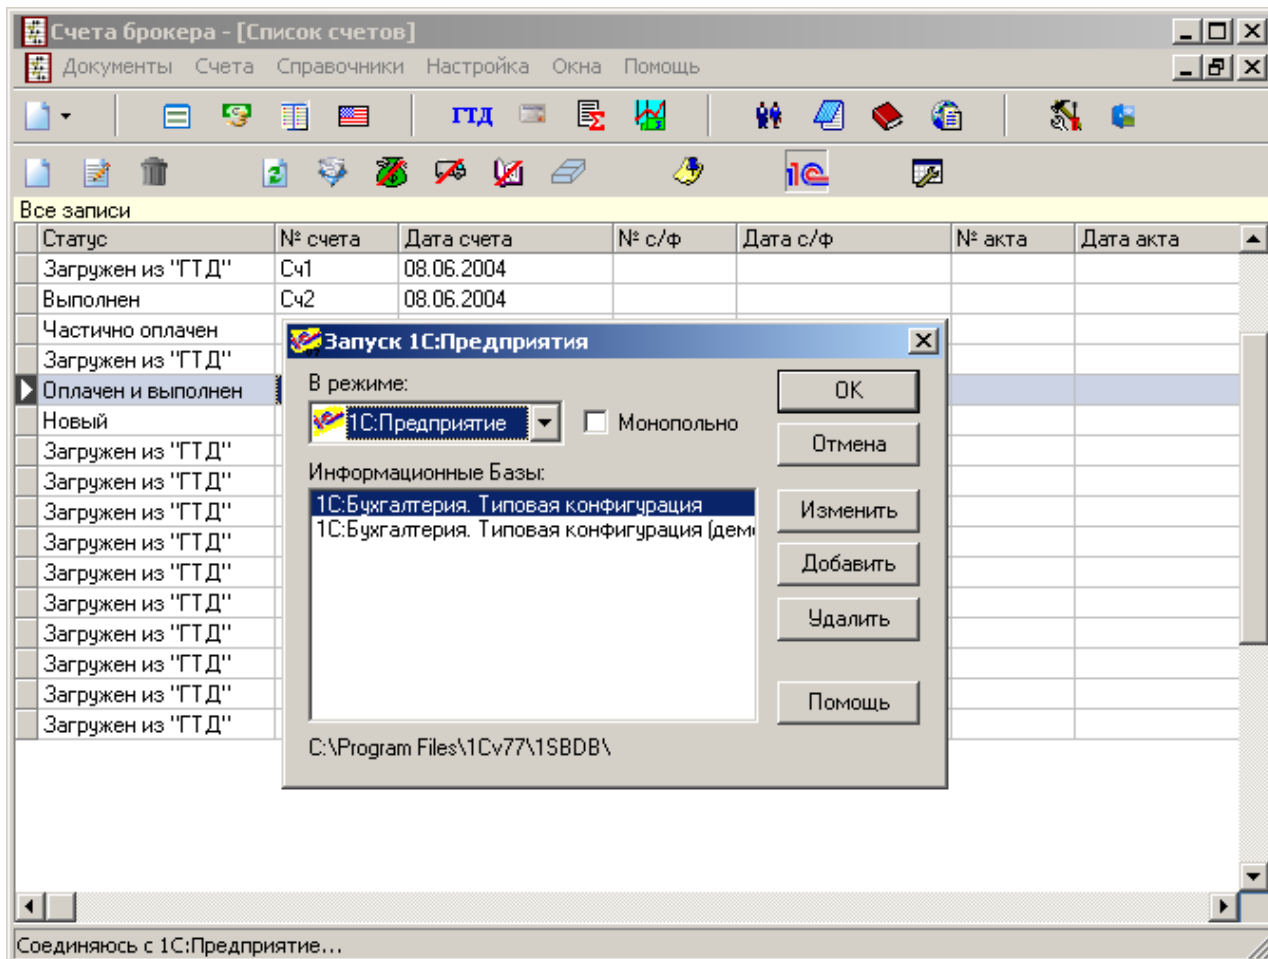 Счета брокера - [Список счетов]
Документы Счета Справочники Настройка Окна Помощь
ГТД
1С
Все записи
Статус № счета Дата счета № с/ф Дата с/ф № акта Дата акта
Загружен из "ГТД" Сч1 08.06.2004
Выполнен Сч2 08.06.2004
Частично оплачен
Загружен из "ГТД"
Оплачен и выполнен
Новый
Загружен из "ГТД"
Загружен из "ГТД"
Загружен из "ГТД"
Загружен из "ГТД"
Загружен из "ГТД"
Загружен из "ГТД"
Загружен из "ГТД"
Загружен из "ГТД"
Загружен из "ГТД"
Загружен из "ГТД"
Запуск 1С:Предприятия
В режиме:
1С:Предприятие
Монопольно
Информационные Базы:
1С:Бухгалтерия. Типовая конфигурация
1С:Бухгалтерия. Типовая конфигурация (демо
OK
Отмена
Изменить
Добавить
Удалить
Помощь
C:\Program Files\1Cv77\1SBDB\
Соединяюсь с 1С:Предприятие...